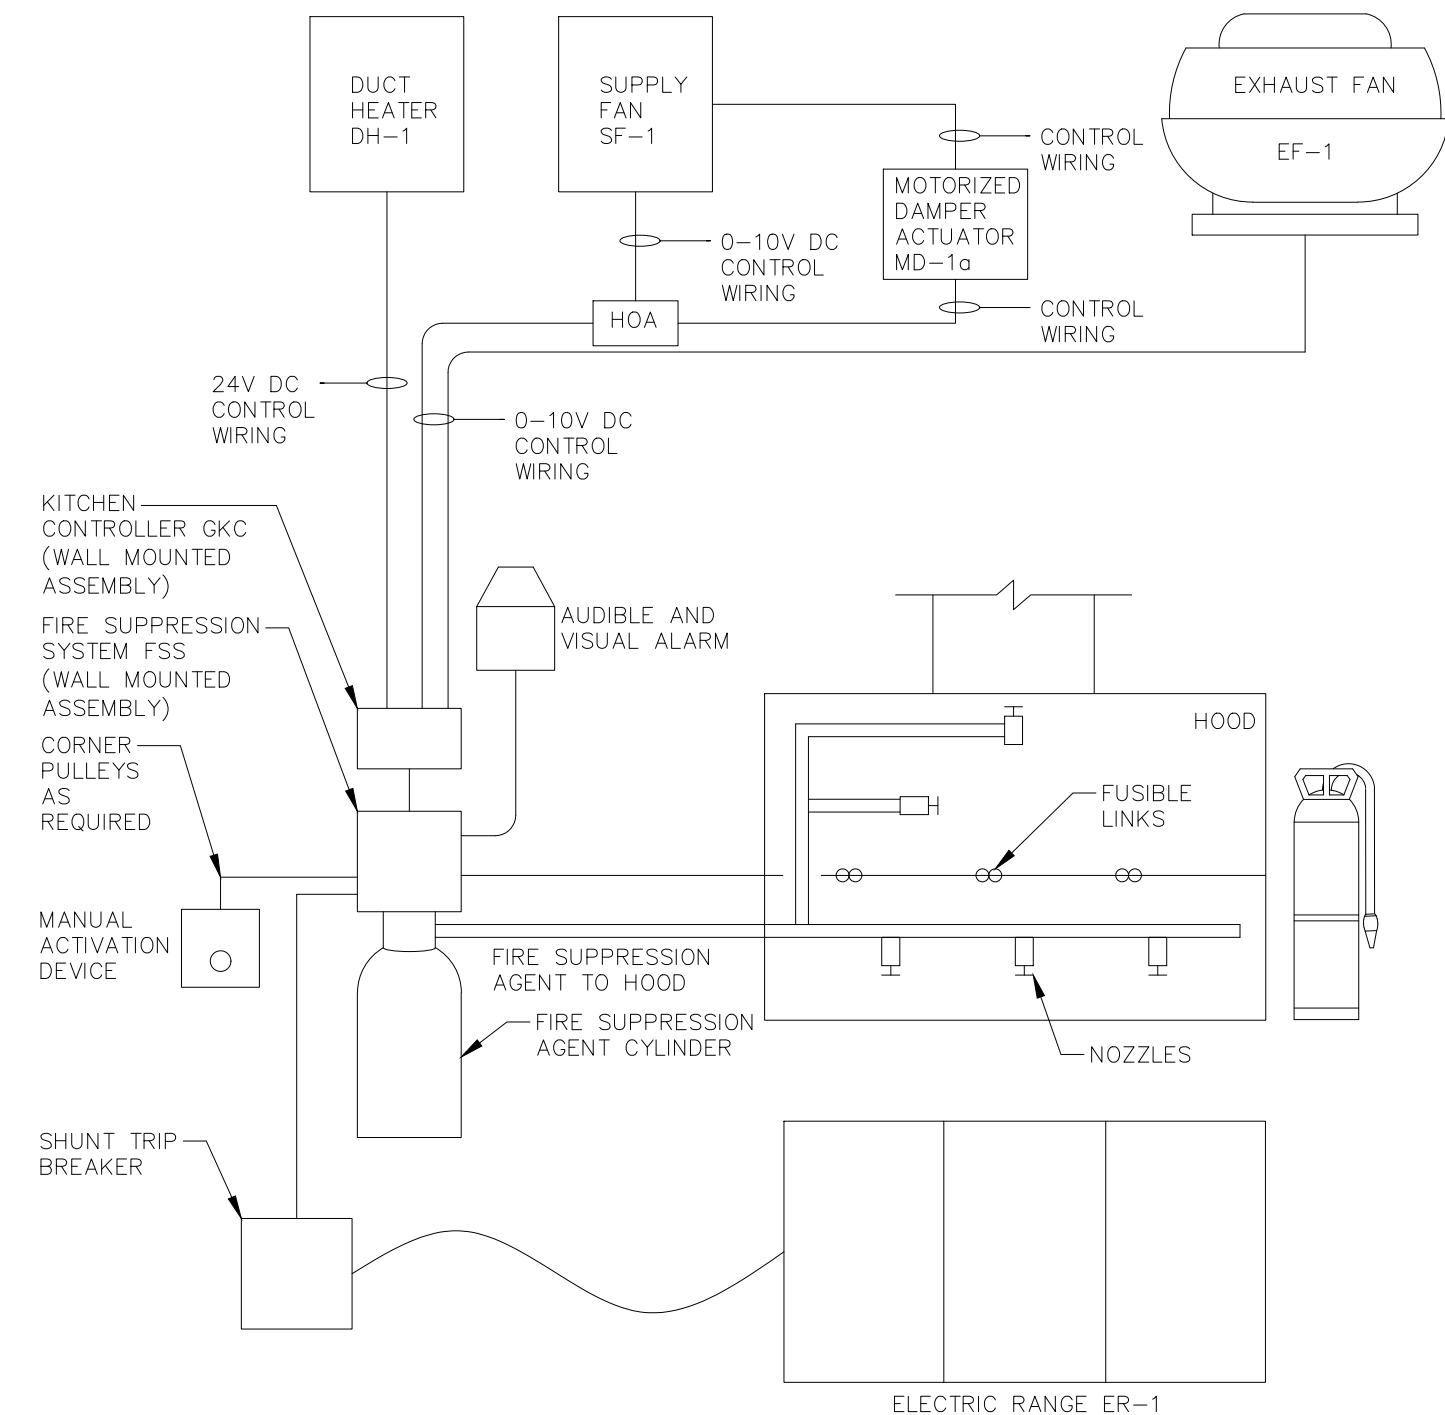 DUCT
HEATER
DH-1
SUPPLY
FAN
SF-1
EXHAUST FAN
EF-1
CONTROL
WIRING
MOTORIZED
DAMPER
ACTUATOR
MD-1a
0-10V DC
CONTROL
WIRING
HOA
CONTROL
WIRING
24V DC
CONTROL
WIRING
0-10V DC
CONTROL
WIRING
KITCHEN
CONTROLLER GKC
(WALL MOUNTED
ASSEMBLY)
FIRE SUPPRESSION
SYSTEM FSS
(WALL MOUNTED
ASSEMBLY)
AUDIBLE AND
VISUAL ALARM
CORNER
PULLEYS
AS
REQUIRED
HOOD
FUSIBLE
LINKS
MANUAL
ACTIVATION
DEVICE
FIRE SUPPRESSION
AGENT TO HOOD
FIRE SUPPRESSION
AGENT CYLINDER
NOZZLES
SHUNT TRIP
BREAKER
ELECTRIC RANGE ER-1